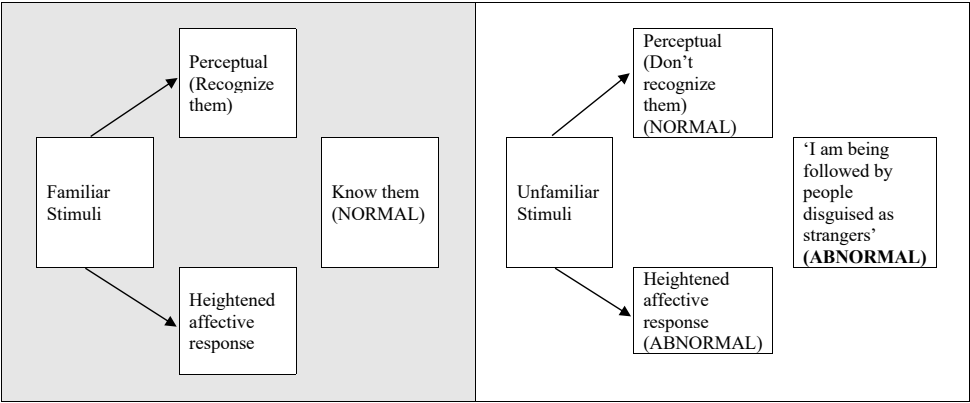 Perceptual
(Recognize
them)
Familiar
Stimuli
Know them
(NORMAL)
Heightened
affective
response
Perceptual
(Don’t
recognize
them)
(NORMAL)
Unfamiliar
Stimuli
‘I am being
followed by
people
disguised as
strangers’
(ABNORMAL)
Heightened
affective
response
(ABNORMAL)